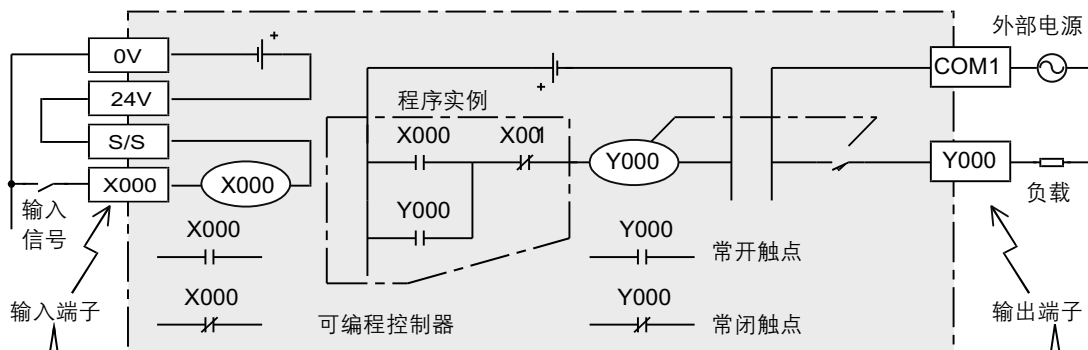 外部电源
0V
COM1
24V
程序实例
S/S
X000
X001
Y000
Y000
X000
X000
输入
信号
负载
Y000
X000
Y000
常开触点
X000
Y000
输入端子
可编程控制器
常闭触点
输出端子